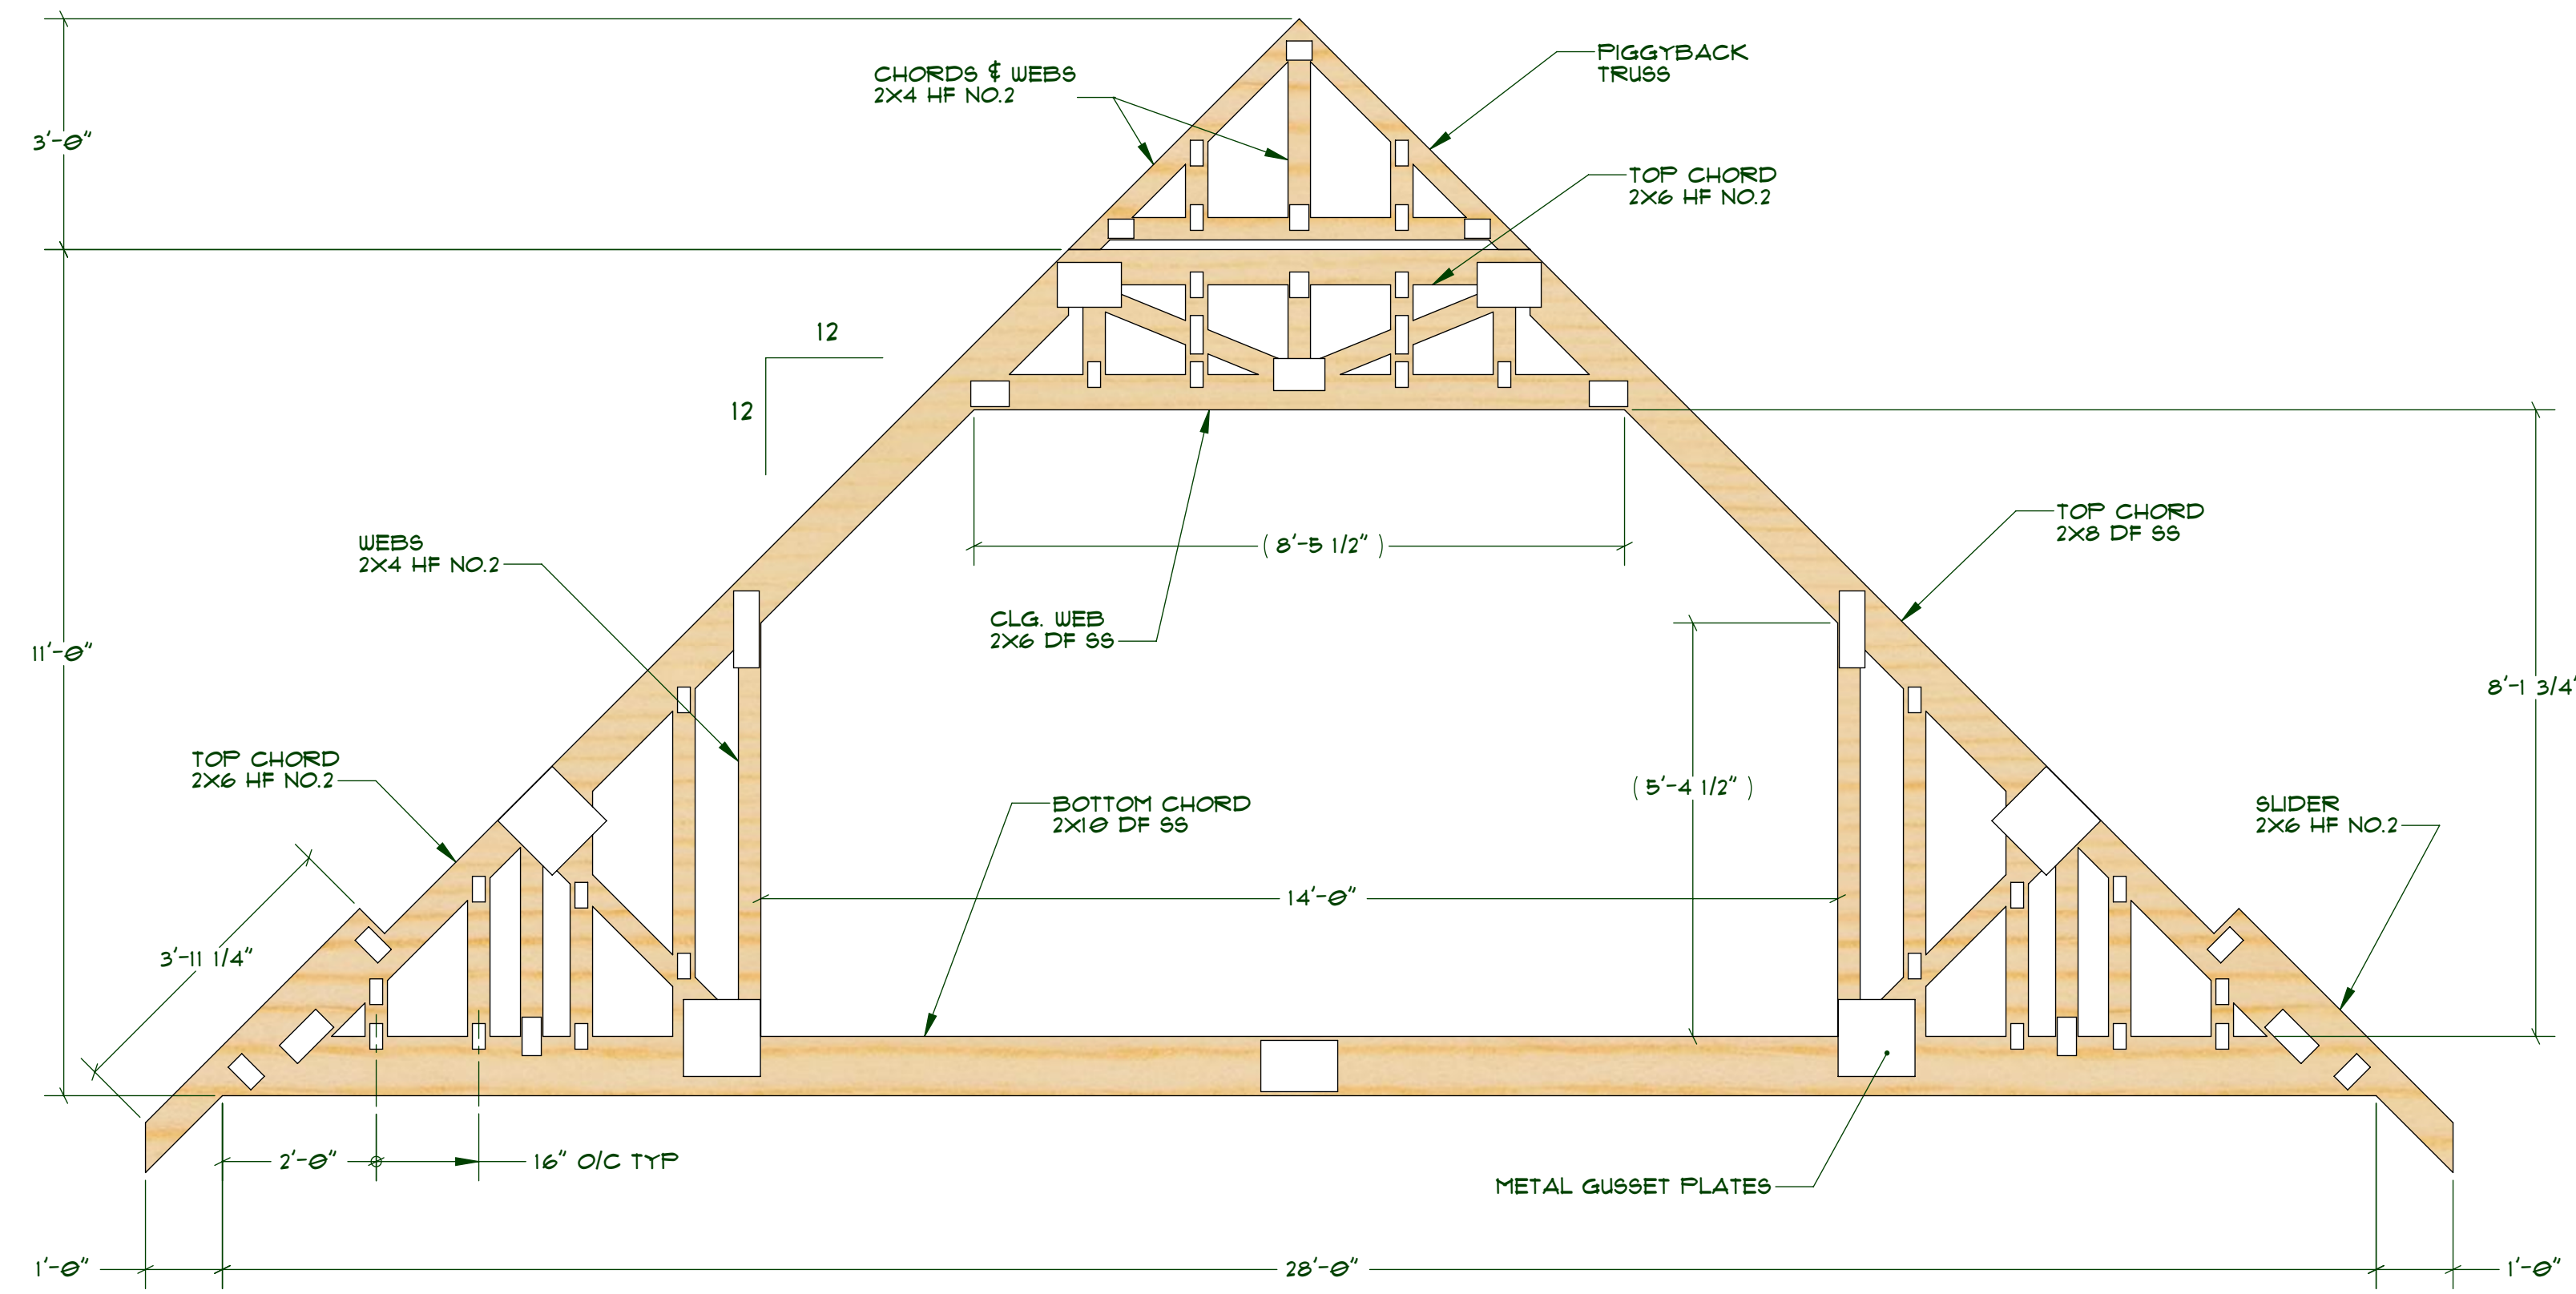 PIGGYBACK
TRUSS
CHORDS & WEBS
2X4 HF NO.2
3'-0"
TOP CHORD
2X6 HF NO.2
12
12
TOP CHORD
2X8 DF SS
WEBS
2X4 HF NO.2
( 8'-5 1/2" )
CLG. WEB
2X6 DF SS
11'-0"
8'-1 3/4"
TOP CHORD
2X6 HF NO.2
( 5'-4 1/2" )
BOTTOM CHORD
2X10 DF SS
SLIDER
2X6 HF NO.2
14'-0"
3'-11 1/4"
2'-0"
16" O/C TYP
METAL GUSSET PLATES
1'-0"
28'-0"
1'-0"